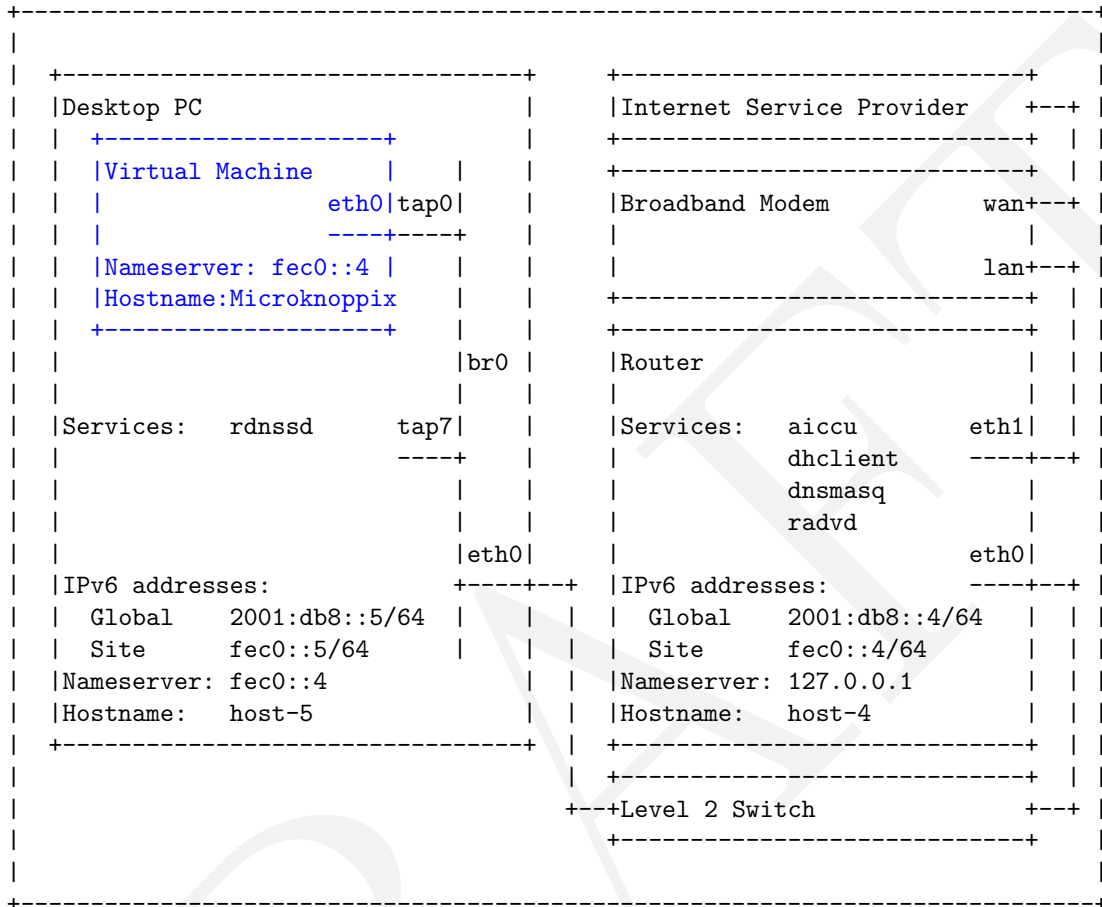 +-----------------------------------------------------------------------------+
|                                                                             |
|  +---------------------------------+     +-----------------------------+    |
|  |Desktop PC                       |     |Internet Service Provider    +--+ |
|  |  +--------------------+         |     +-----------------------------+  | |
|  |  |Virtual Machine     |    |    |     +-----------------------------+  | |
|  |  |                eth0|tap0|    |     |Broadband Modem           wan+--+ |
|  |  |                ----+----+    |     |                             |    |
|  |  |Nameserver: fec0::4 |    |    |     |                          lan+--+ |
|  |  |Hostname:Microknoppix    |    |     +-----------------------------+  | |
|  |  +--------------------+    |    |     +-----------------------------+  | |
|  |                            |br0 |     |Router                       |  | |
|  |                            |    |     |                             |  | |
|  |Services:   rdnssd      tap7|    |     |Services:   aiccu        eth1|  | |
|  |                        ----+    |     |            dhclient     ----+--+ |
|  |                            |    |     |            dnsmasq          |    |
|  |                            |    |     |            radvd            |    |
|  |                            |eth0|     |                         eth0|    |
|  |IPv6 addresses:             +----+--+  |IPv6 addresses:          ----+--+ |
|  |  Global    2001:db8::5/64  |    |  |  |  Global    2001:db8::4/64   |  | |
|  |  Site      fec0::5/64      |    |  |  |  Site      fec0::4/64       |  | |
|  |Nameserver: fec0::4              |  |  |Nameserver: 127.0.0.1        |  | |
|  |Hostname:   host-5               |  |  |Hostname:   host-4           |  | |
|  +---------------------------------+  |  +-----------------------------+  | |
|                                       |  +-----------------------------+  | |
|                                       +--+Level 2 Switch               +--+ |
|                                          +-----------------------------+    |
|                                                                             |
+-----------------------------------------------------------------------------+